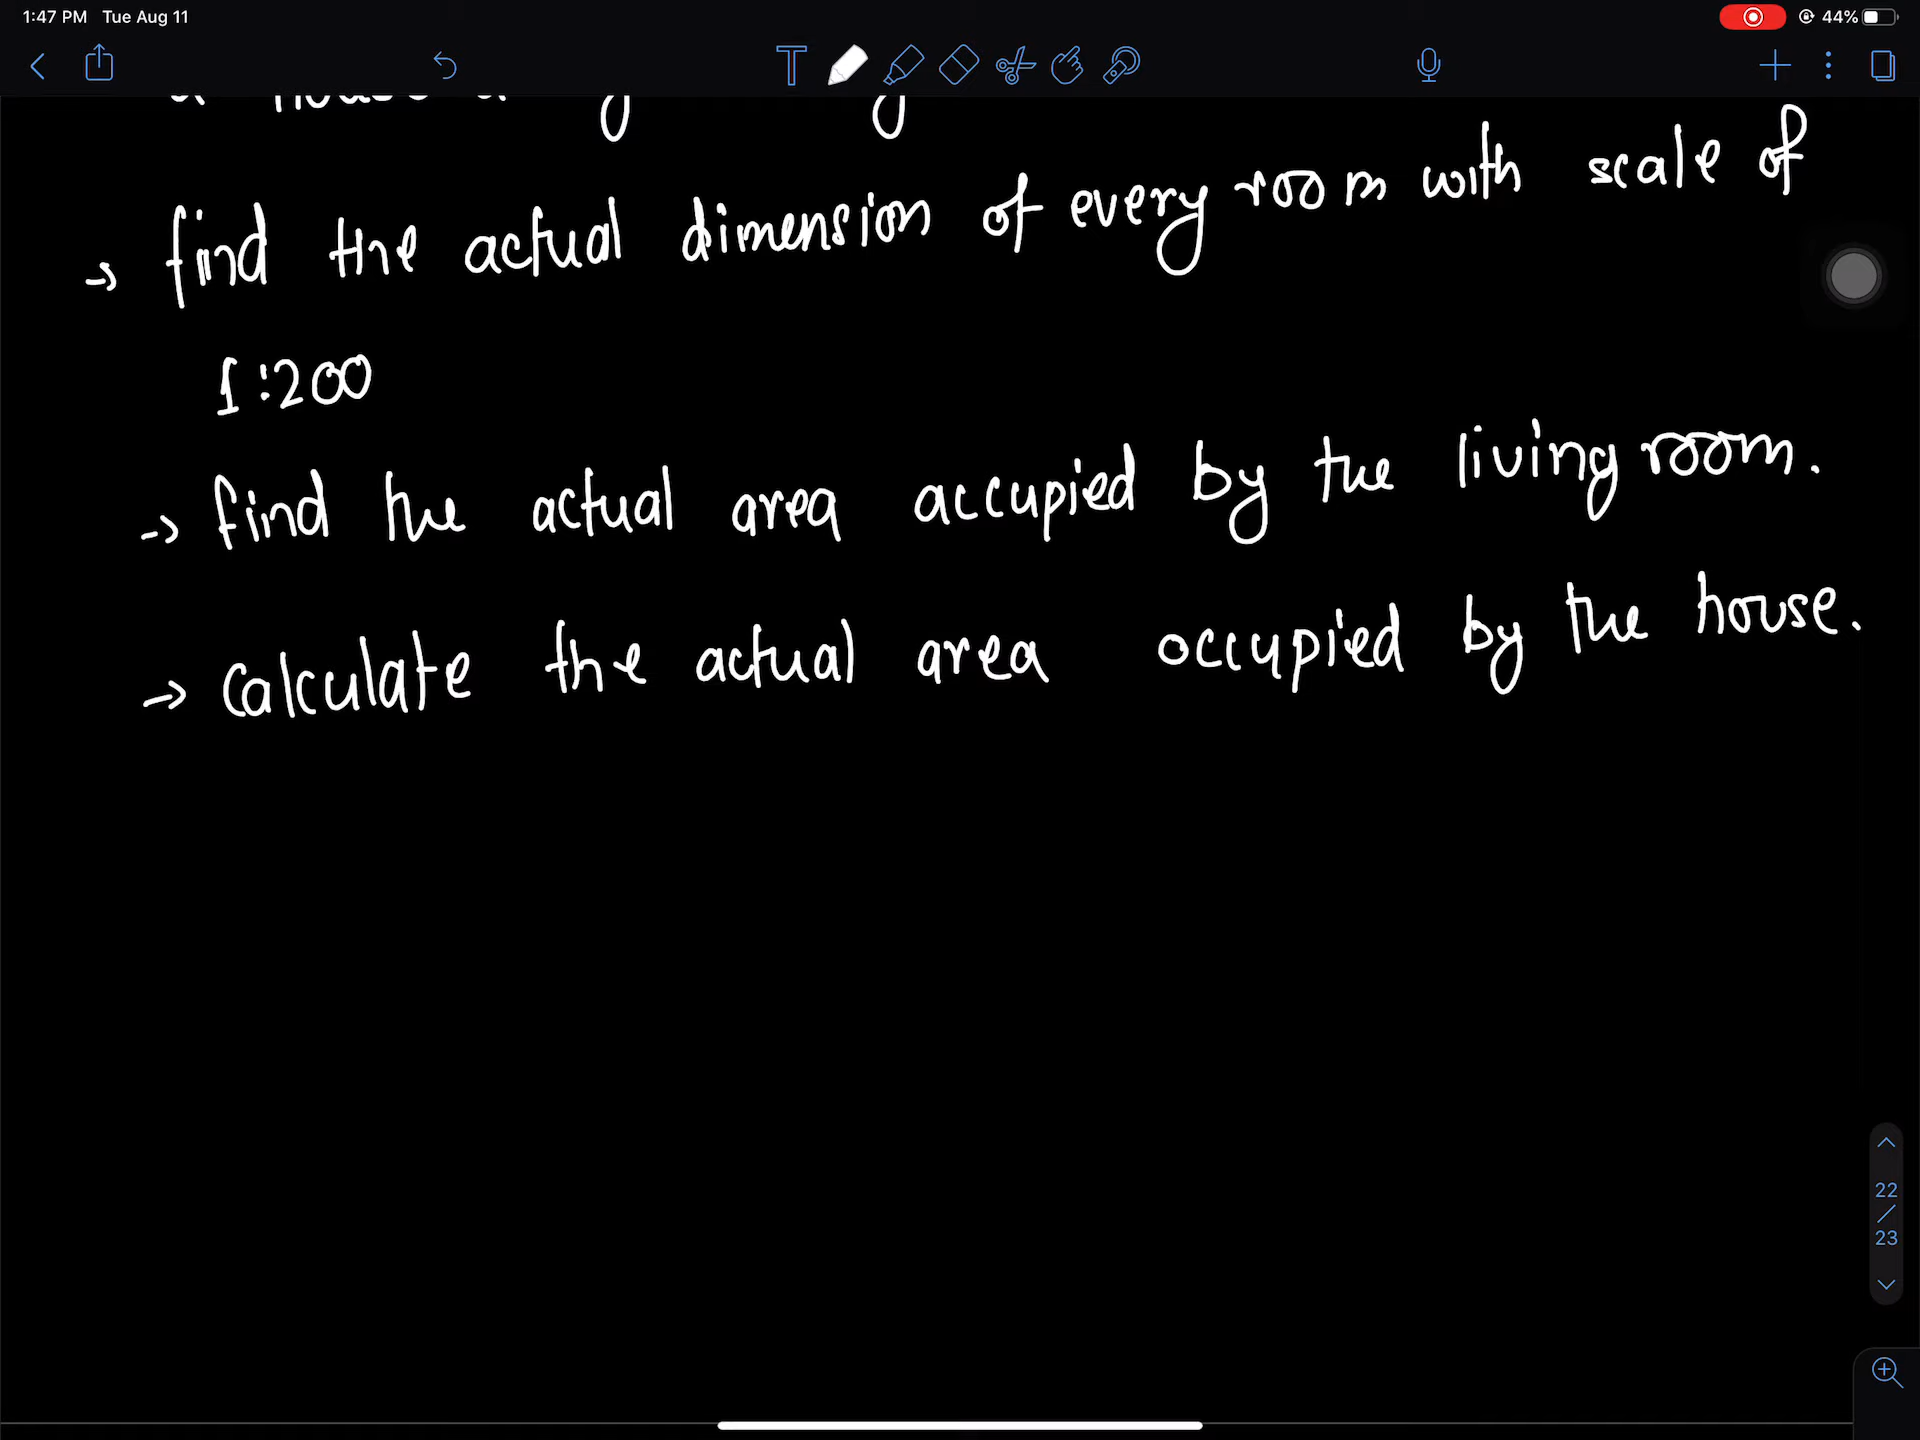 1:47 PM Tue Aug 11
44%
→ find the actual dimension of every room with scale of
1:200
→ find the actual area accupied by the living room.
→ calculate the actual area occupied by the house.
22
/
23